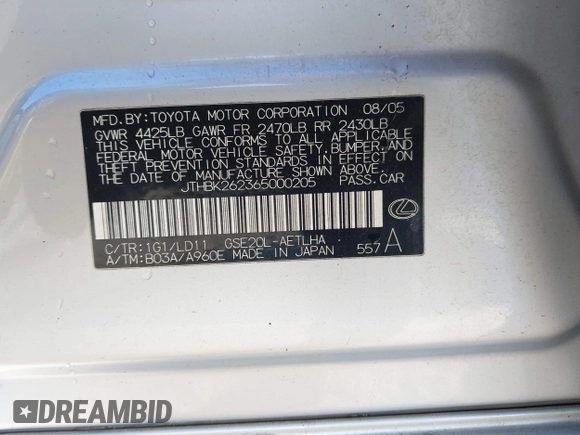 MFD.BY:TOYOTA MOTOR CORPORATION 08/05
GVWR 4425LB GAWR FR 2470LB RR 2430LB
THIS VEHICLE CONFORMS TO ALL APPLICABLE
FEDERAL MOTOR VEHICLE SAFETY,BUMPER,AND
THEFT PREVENTION STANDARDS IN EFFECT ON
THE DATE OF MANUFACTURE SHOWN ABOVE.
JTHBK262365000205 PASS.CAR
C/TR:1G1/LD11 GSE20L-AETLHA
A/TM:B03A/A960E MADE IN JAPAN 557 A
DREAMBID